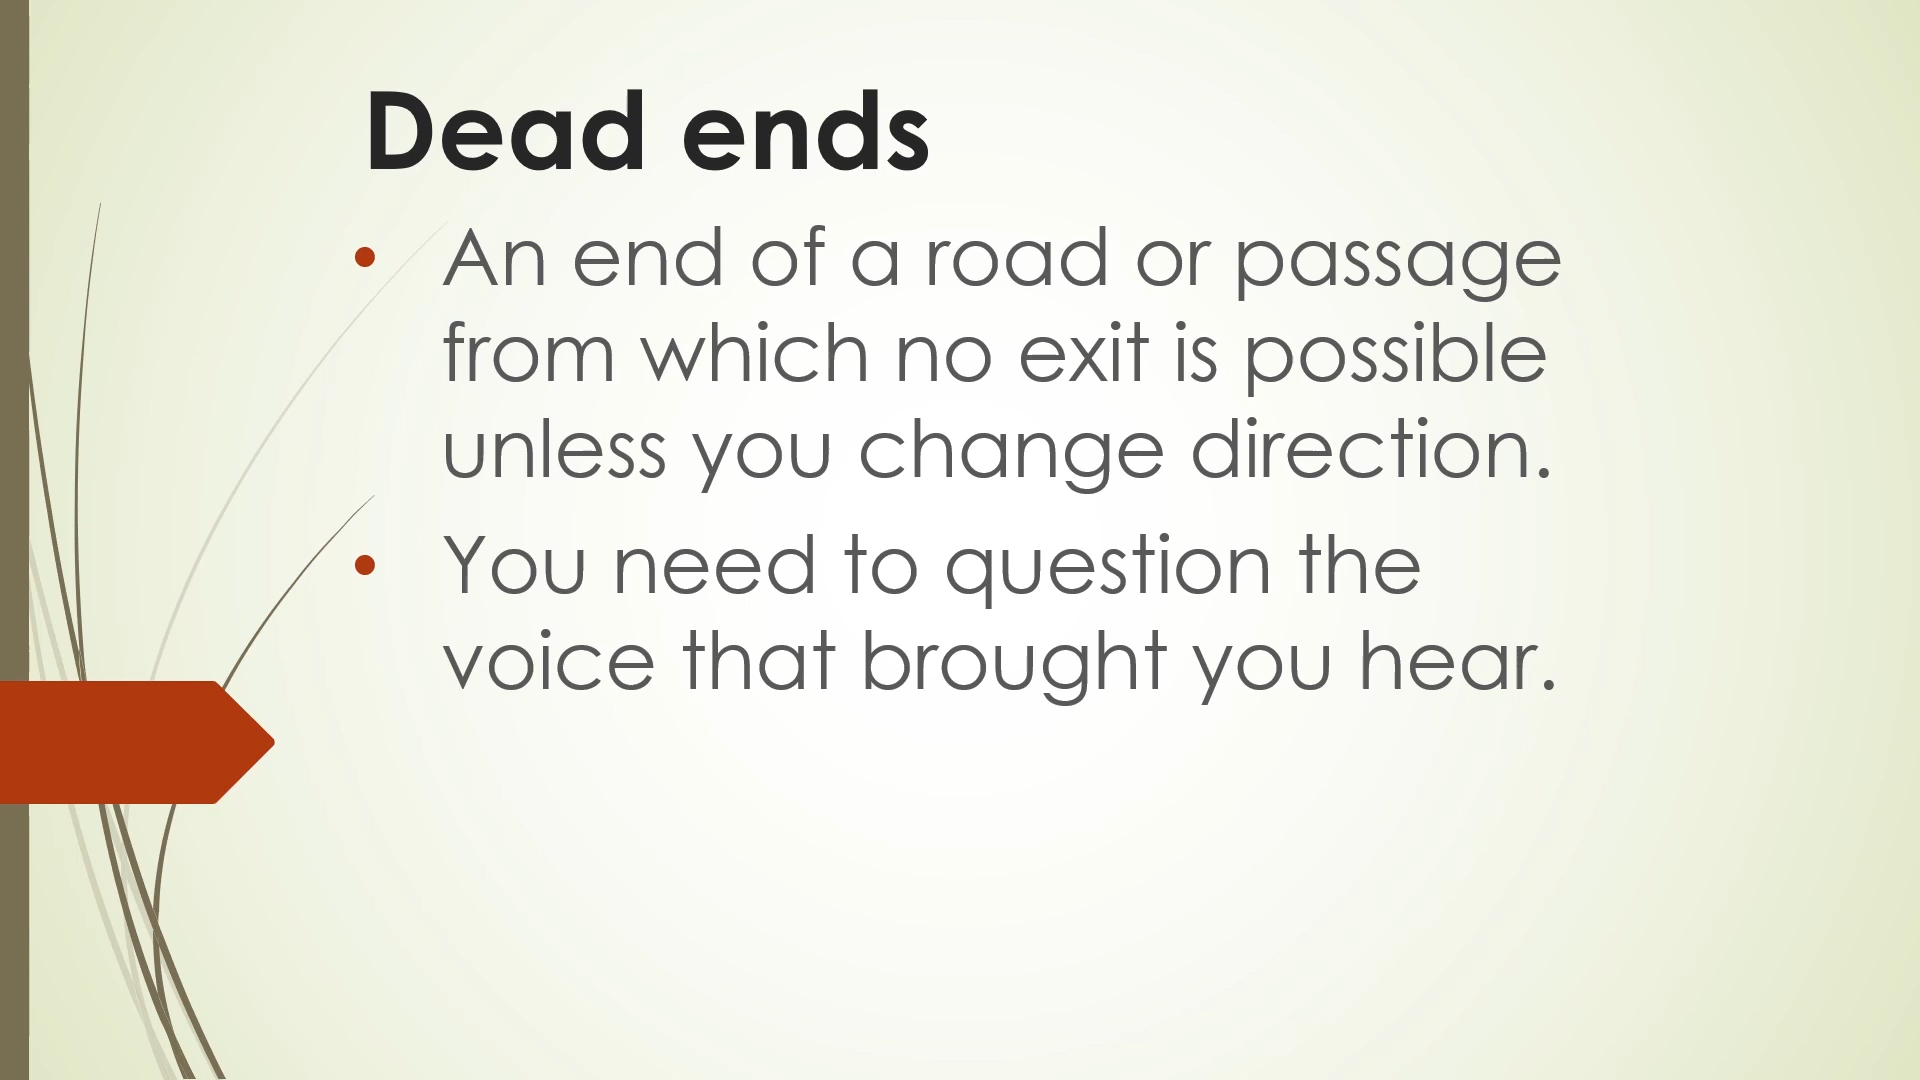 Dead ends
• An end of a road or passage
from which no exit is possible
unless you change direction.
• You need to question the
voice that brought you hear.